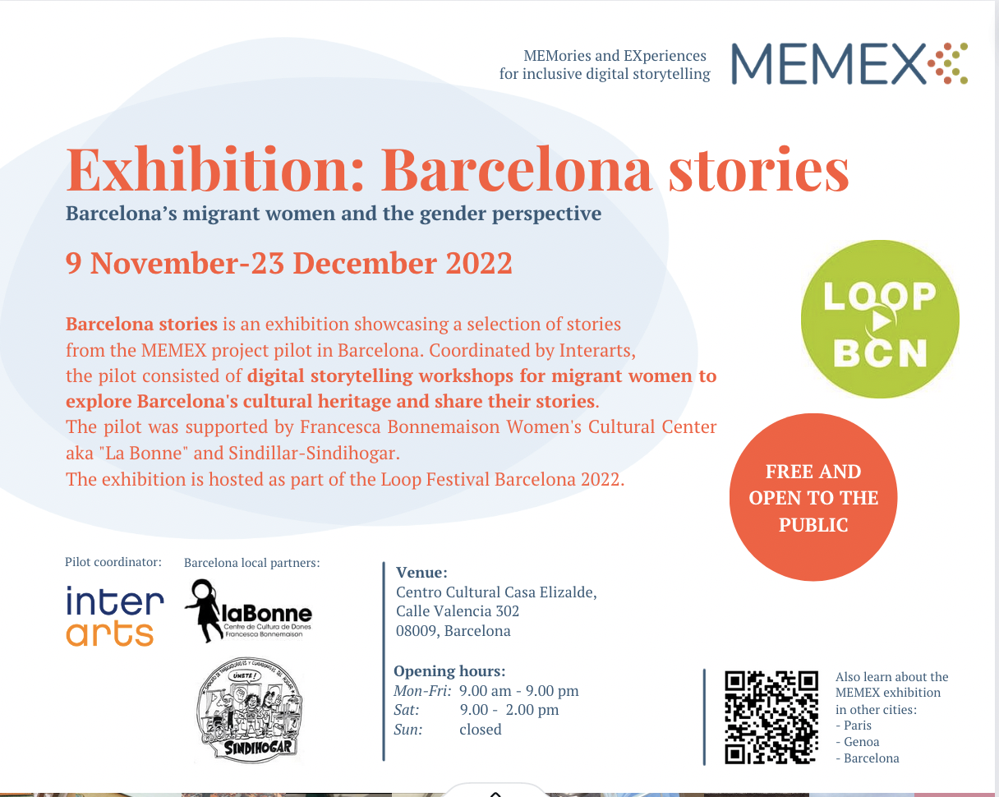 MEMories and EXperiences
for inclusive digital storytelling
MEMEX
Exhibition: Barcelona stories
Barcelona’s migrant women and the gender perspective
9 November-23 December 2022
Barcelona stories is an exhibition showcasing a selection of stories
from the MEMEX project pilot in Barcelona. Coordinated by Interarts,
the pilot consisted of digital storytelling workshops for migrant women to
explore Barcelona's cultural heritage and share their stories.
The pilot was supported by Francesca Bonnemaison Women's Cultural Center
aka "La Bonne" and Sindillar-Sindihogar.
The exhibition is hosted as part of the Loop Festival Barcelona 2022.
LOOP
BCN
FREE AND
OPEN TO THE
PUBLIC
Pilot coordinator:
inter
arts
Barcelona local partners:
laBonne
Centre de Cultura de Dones
Francesca Bonnemaison
ÚNETE!
SINDIHOGAR
Venue:
Centro Cultural Casa Elizalde,
Calle Valencia 302
08009, Barcelona
Opening hours:
Mon-Fri: 9.00 am - 9.00 pm
Sat: 9.00 - 2.00 pm
Sun: closed
Also learn about the
MEMEX exhibition
in other cities:
- Paris
- Genoa
- Barcelona